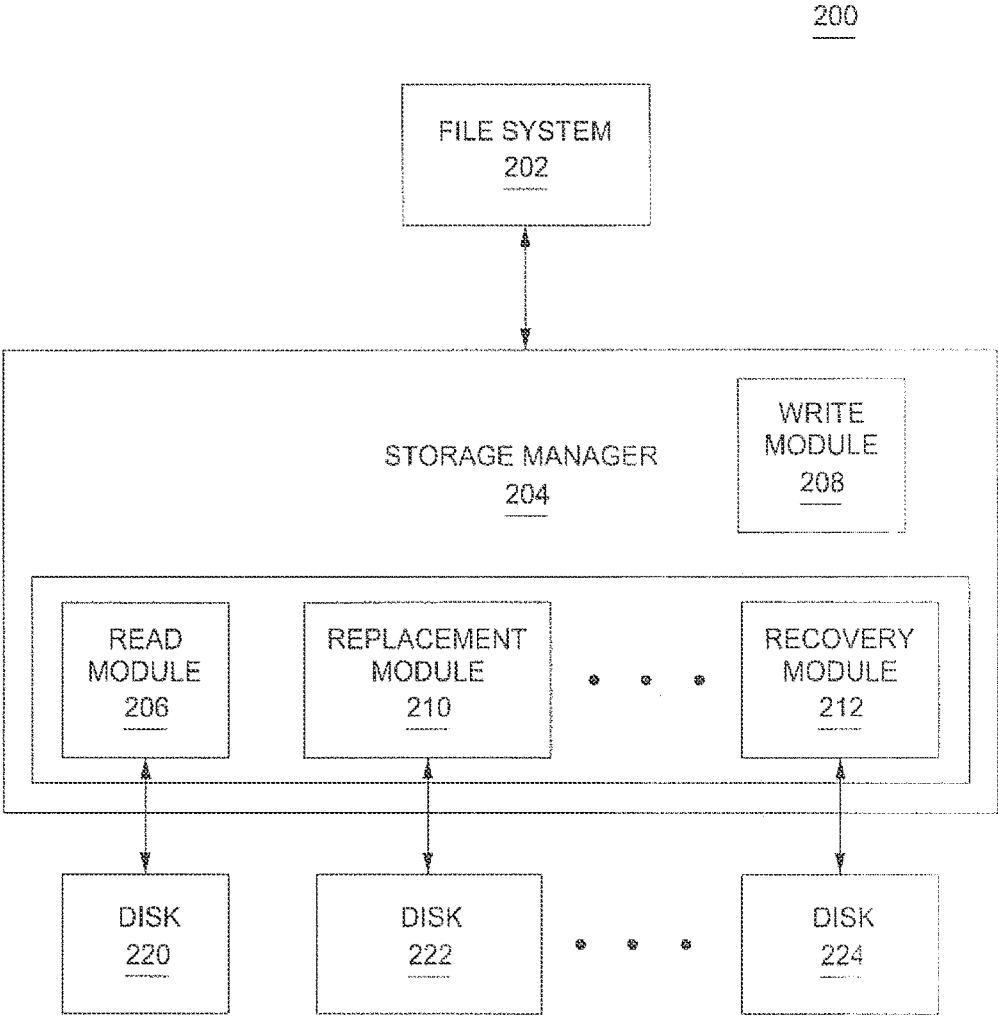 200
FILE SYSTEM
202
STORAGE MANAGER
204
WRITE
MODULE
208
READ
MODULE
206
REPLACEMENT
MODULE
210
RECOVERY
MODULE
212
DISK
220
DISK
222
DISK
224